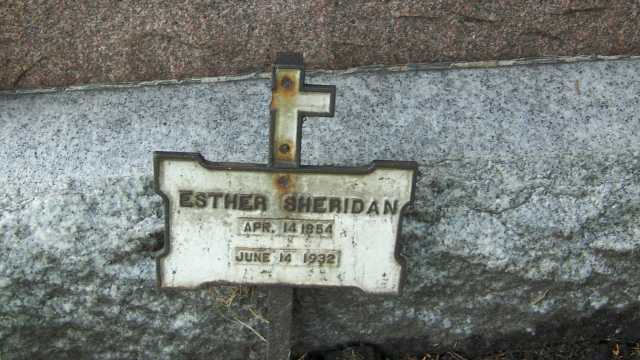 ESTHER SHERIDAN
APR. 14 1854
JUNE 14 1932